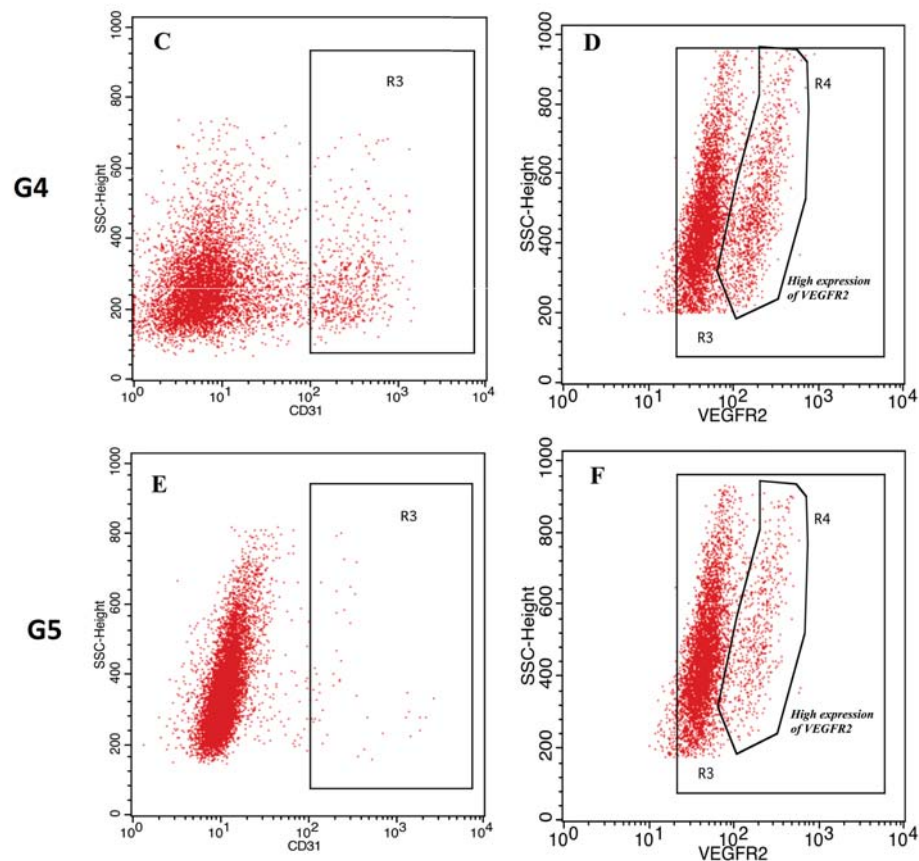 G4
C
R3
SSC-Height
0 200 400 600 800 1000
10^0 10^1 10^2 10^3 10^4
CD31
D
R4
High expression
of VEGFR2
R3
SSC-Height
0 200 400 600 800 1000
10^1 10^2 10^3 10^4
VEGFR2
G5
E
R3
SSC-Height
0 200 400 600 800 1000
10^0 10^1 10^2 10^3 10^4
CD31
F
R4
High expression
of VEGFR2
R3
SSC-Height
0 200 400 600 800 1000
10^1 10^2 10^3 10^4
VEGFR2